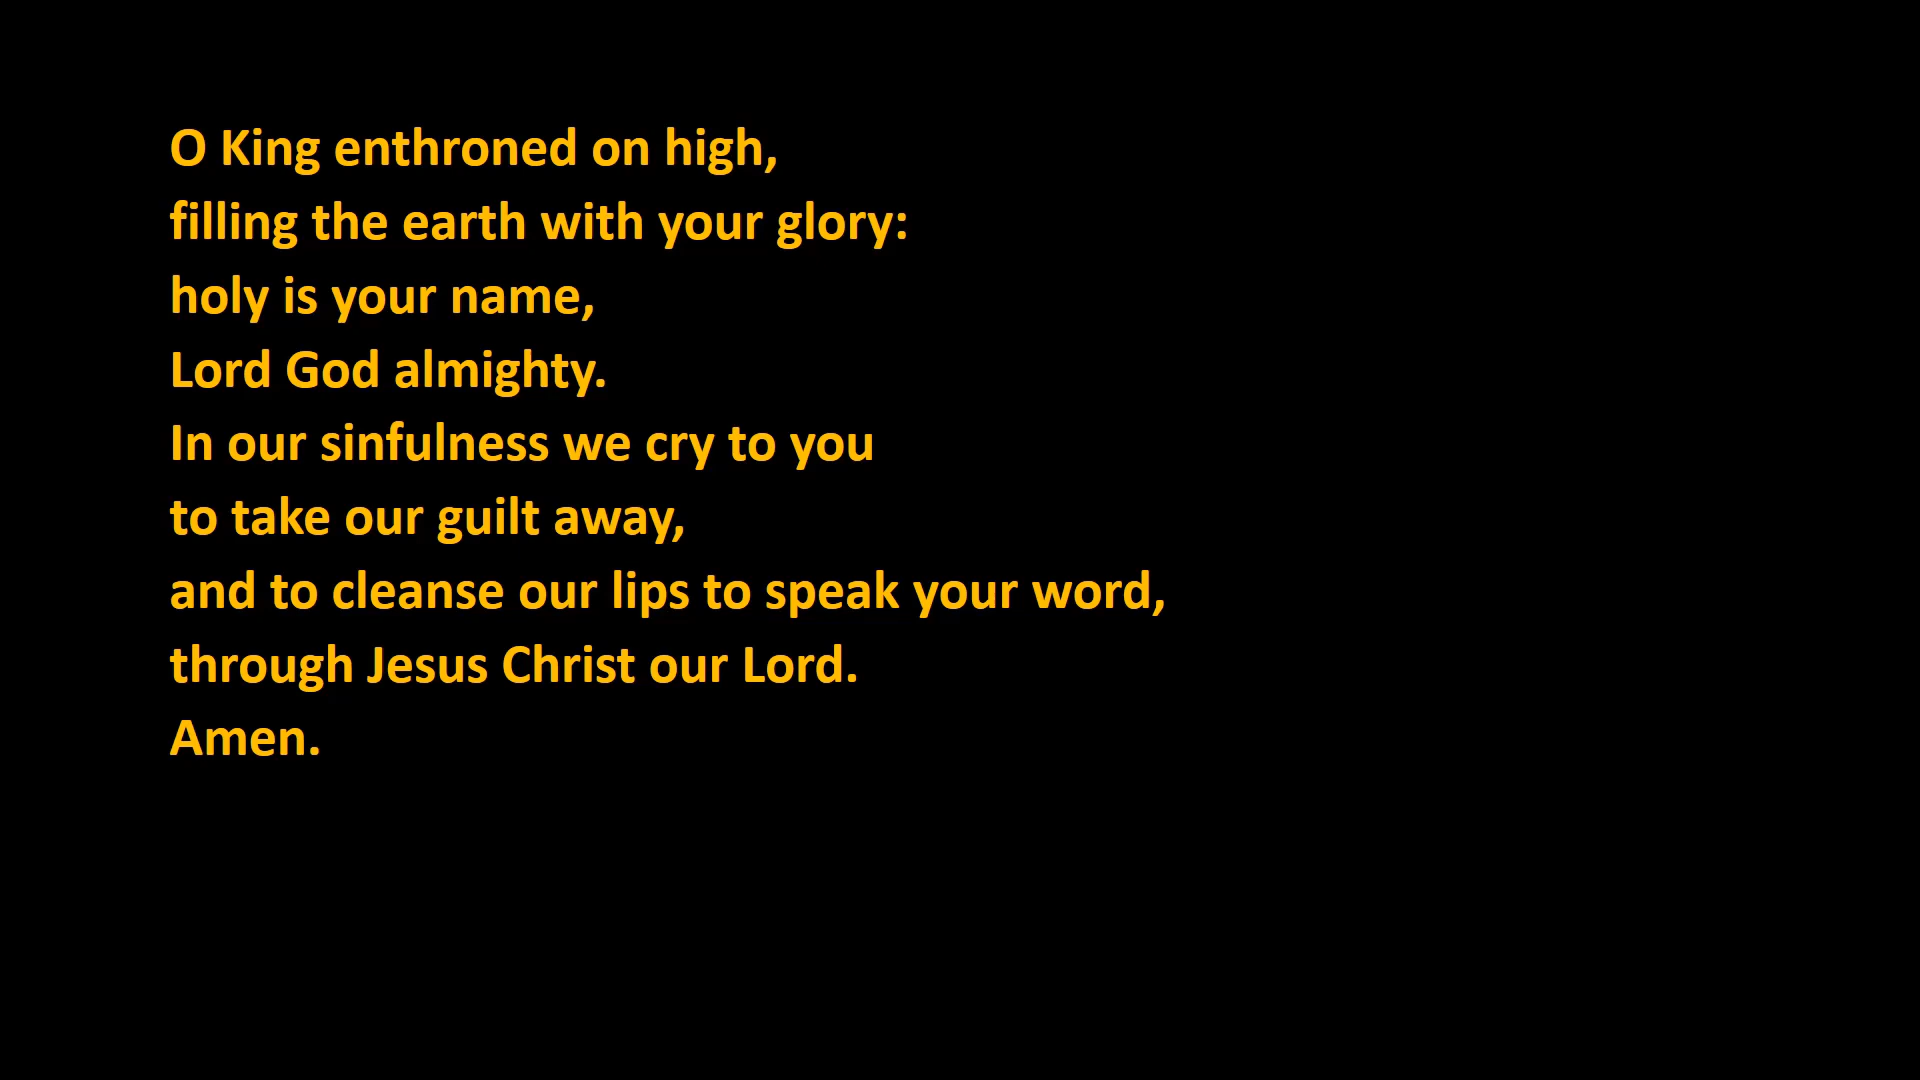 O King enthroned on high,
filling the earth with your glory:
holy is your name,
Lord God almighty.
In our sinfulness we cry to you
to take our guilt away,
and to cleanse our lips to speak your word,
through Jesus Christ our Lord.
Amen.